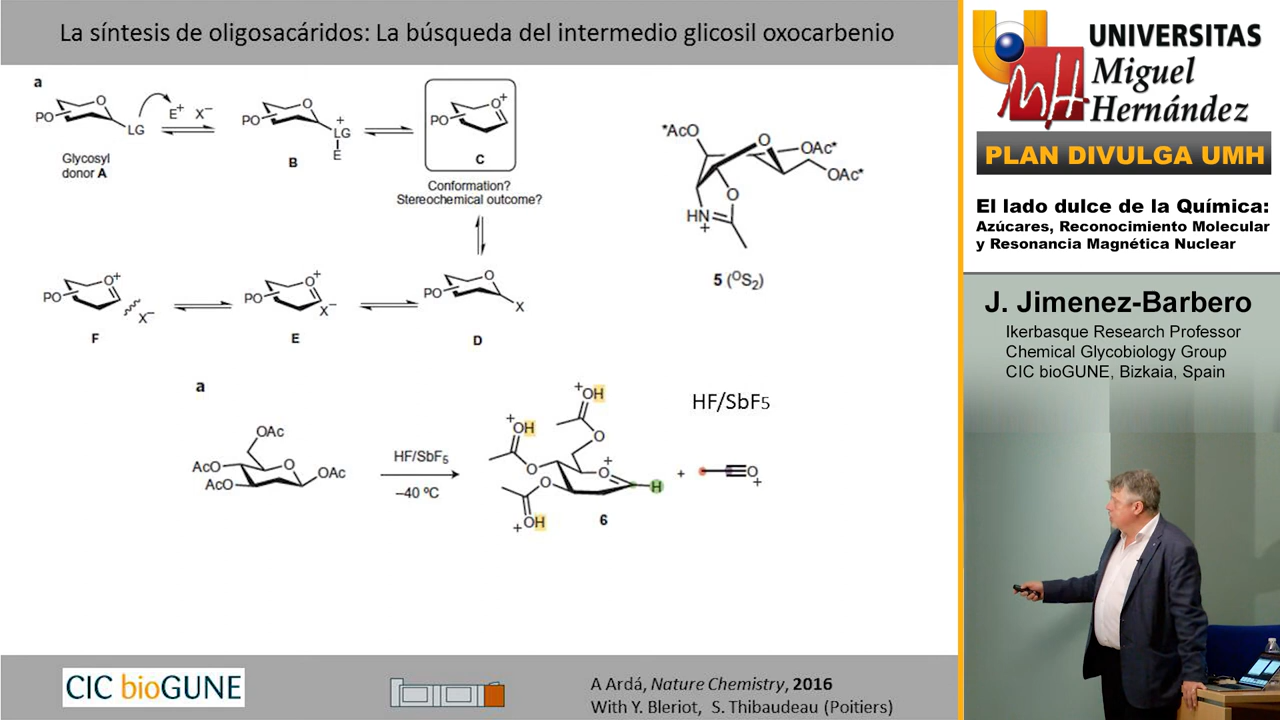 La síntesis de oligosacáridos: La búsqueda del intermedio glicosil oxocarbenio
a
PO
O
LG
E+ X−
Glycosyl
donor A
PO
O
+
LG
E
B
PO
O+
C
Conformation?
Stereochemical outcome?
*AcO
O
OAc*
OAc*
O
HN
+
5 (OS2)
PO
O+
X−
F
PO
O+
X−
E
PO
O
X
D
a
OAc
AcO
AcO
O
OAc
HF/SbF5
–40 ºC
+OH
+OH
O
O
O
O
+
H
+OH
6
+
O
+
HF/SbF5
CIC bioGUNE
A Ardá, Nature Chemistry, 2016
With Y. Bleriot, S. Thibaudeau (Poitiers)
UNIVERSITAS
Miguel
Hernández
PLAN DIVULGA UMH
El lado dulce de la Química:
Azúcares, Reconocimiento Molecular
y Resonancia Magnética Nuclear
J. Jimenez-Barbero
Ikerbasque Research Professor
Chemical Glycobiology Group
CIC bioGUNE, Bizkaia, Spain